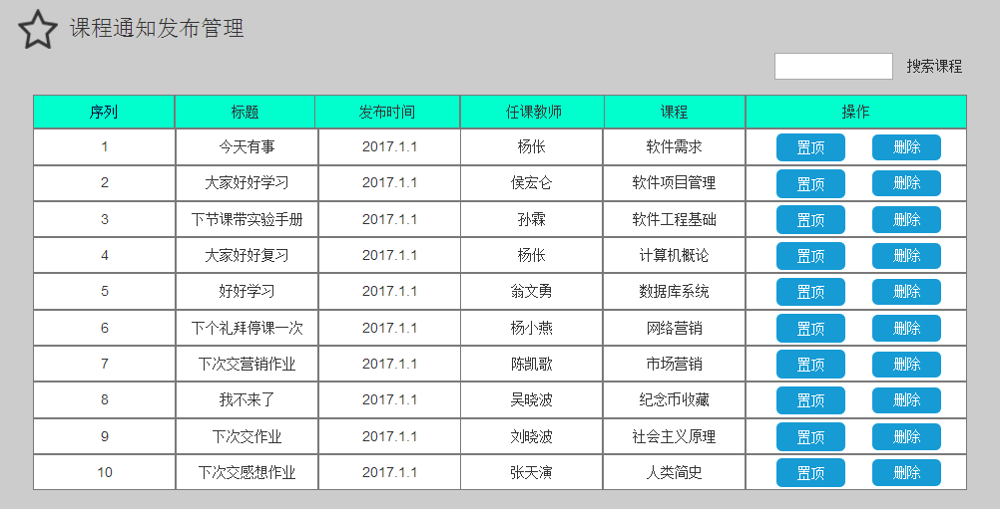 课程通知发布管理
搜索课程
序列 标题 发布时间 任课教师 课程 操作
1 今天有事 2017.1.1 杨伥 软件需求 置顶 删除
2 大家好好学习 2017.1.1 侯宏仑 软件项目管理 置顶 删除
3 下节课带实验手册 2017.1.1 孙霖 软件工程基础 置顶 删除
4 大家好好复习 2017.1.1 杨伥 计算机概论 置顶 删除
5 好好学习 2017.1.1 翁文勇 数据库系统 置顶 删除
6 下个礼拜停课一次 2017.1.1 杨小燕 网络营销 置顶 删除
7 下次交营销作业 2017.1.1 陈凯歌 市场营销 置顶 删除
8 我不来了 2017.1.1 吴晓波 纪念币收藏 置顶 删除
9 下次交作业 2017.1.1 刘晓波 社会主义原理 置顶 删除
10 下次交感想作业 2017.1.1 张天演 人类简史 置顶 删除